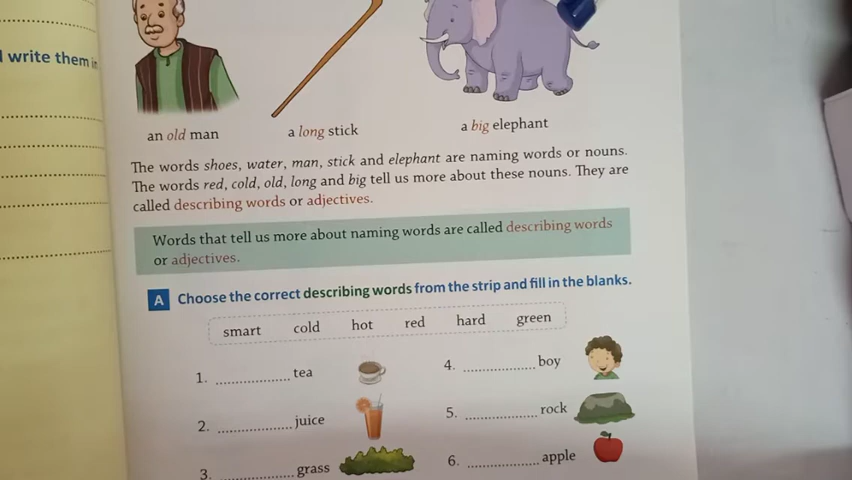 write them in
an old man
a long stick
a big elephant
The words shoes, water, man, stick and elephant are naming words or nouns.
The words red, cold, old, long and big tell us more about these nouns. They are
called describing words or adjectives.
Words that tell us more about naming words are called describing words
or adjectives.
A Choose the correct describing words from the strip and fill in the blanks.
smart cold hot red hard green
1. .................. tea
2. .................. juice
3. .................. grass
4. .................. boy
5. .................. rock
6. .................. apple